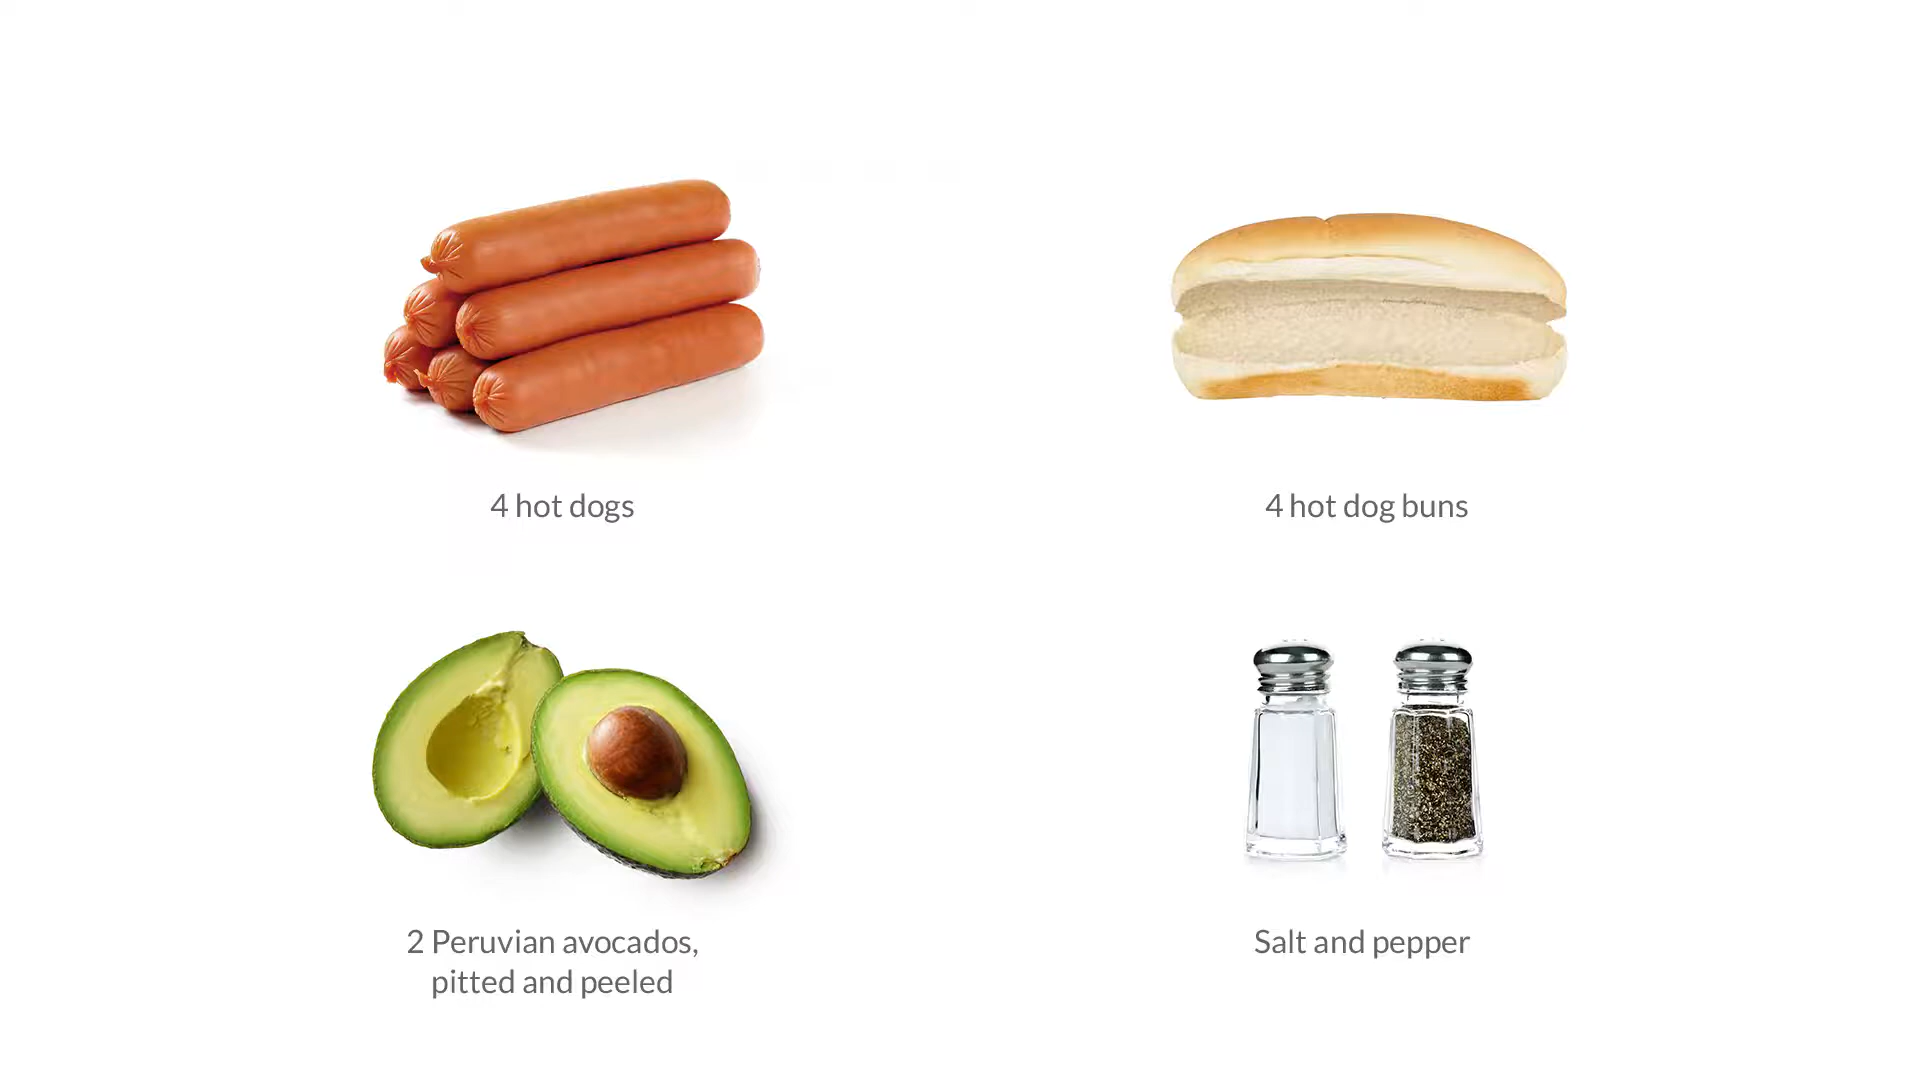 4 hot dogs
4 hot dog buns
2 Peruvian avocados,
pitted and peeled
Salt and pepper